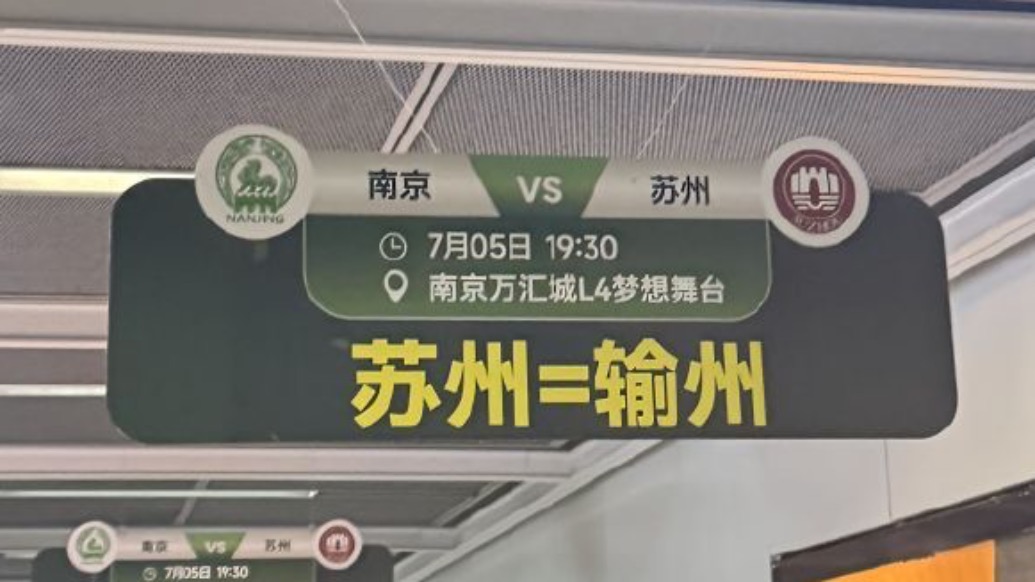 南京 VS 苏州
NANJING
7月05日 19:30
南京万汇城L4梦想舞台
苏州=输州
南京 VS 苏州
7月05日 19:30